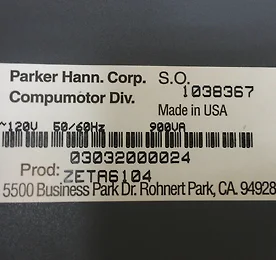 Parker Hann. Corp. S.O. 1038367
Compumotor Div.
Made in USA
~120V 50/60Hz 900VA
03032000024
Prod: ZETA6104
5500 Business Park Dr. Rohnert Park, CA. 94928